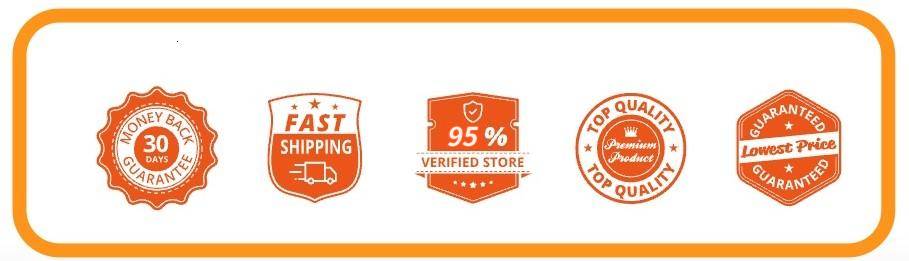 MONEY BACK
30
DAYS
GUARANTEE
FAST
SHIPPING
95 %
VERIFIED STORE
TOP QUALITY
Premium
Product
TOP QUALITY
GUARANTEED
Lowest Price
GUARANTEED